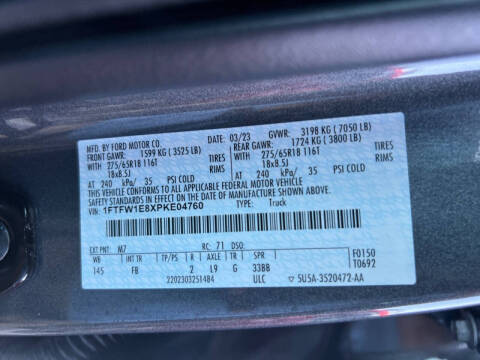 MFD. BY FORD MOTOR CO.
DATE: 03/23 GVWR: 3198 KG ( 7050 LB)
FRONT GAWR: 1599 KG ( 3525 LB) REAR GAWR: 1724 KG ( 3800 LB)
WITH 275/65R18 116T TIRES WITH 275/65R18 116T TIRES
18x8.5J RIMS 18x8.5J RIMS
AT 240 kPa/ 35 PSI COLD AT 240 kPa/ 35 PSI COLD
THIS VEHICLE CONFORMS TO ALL APPLICABLE FEDERAL MOTOR VEHICLE
SAFETY STANDARDS IN EFFECT ON THE DATE OF MANUFACTURE SHOWN ABOVE.
VIN: 1FTFW1E8XPKE04760 TYPE: Truck
EXT PNT: M7 RC: 71 DSO:
WB INT TR TP/PS R AXLE TR SPR F0150
145 FB 2 L9 G 33BB T0692
2202303251484 ULC 5U5A-3520472-AA